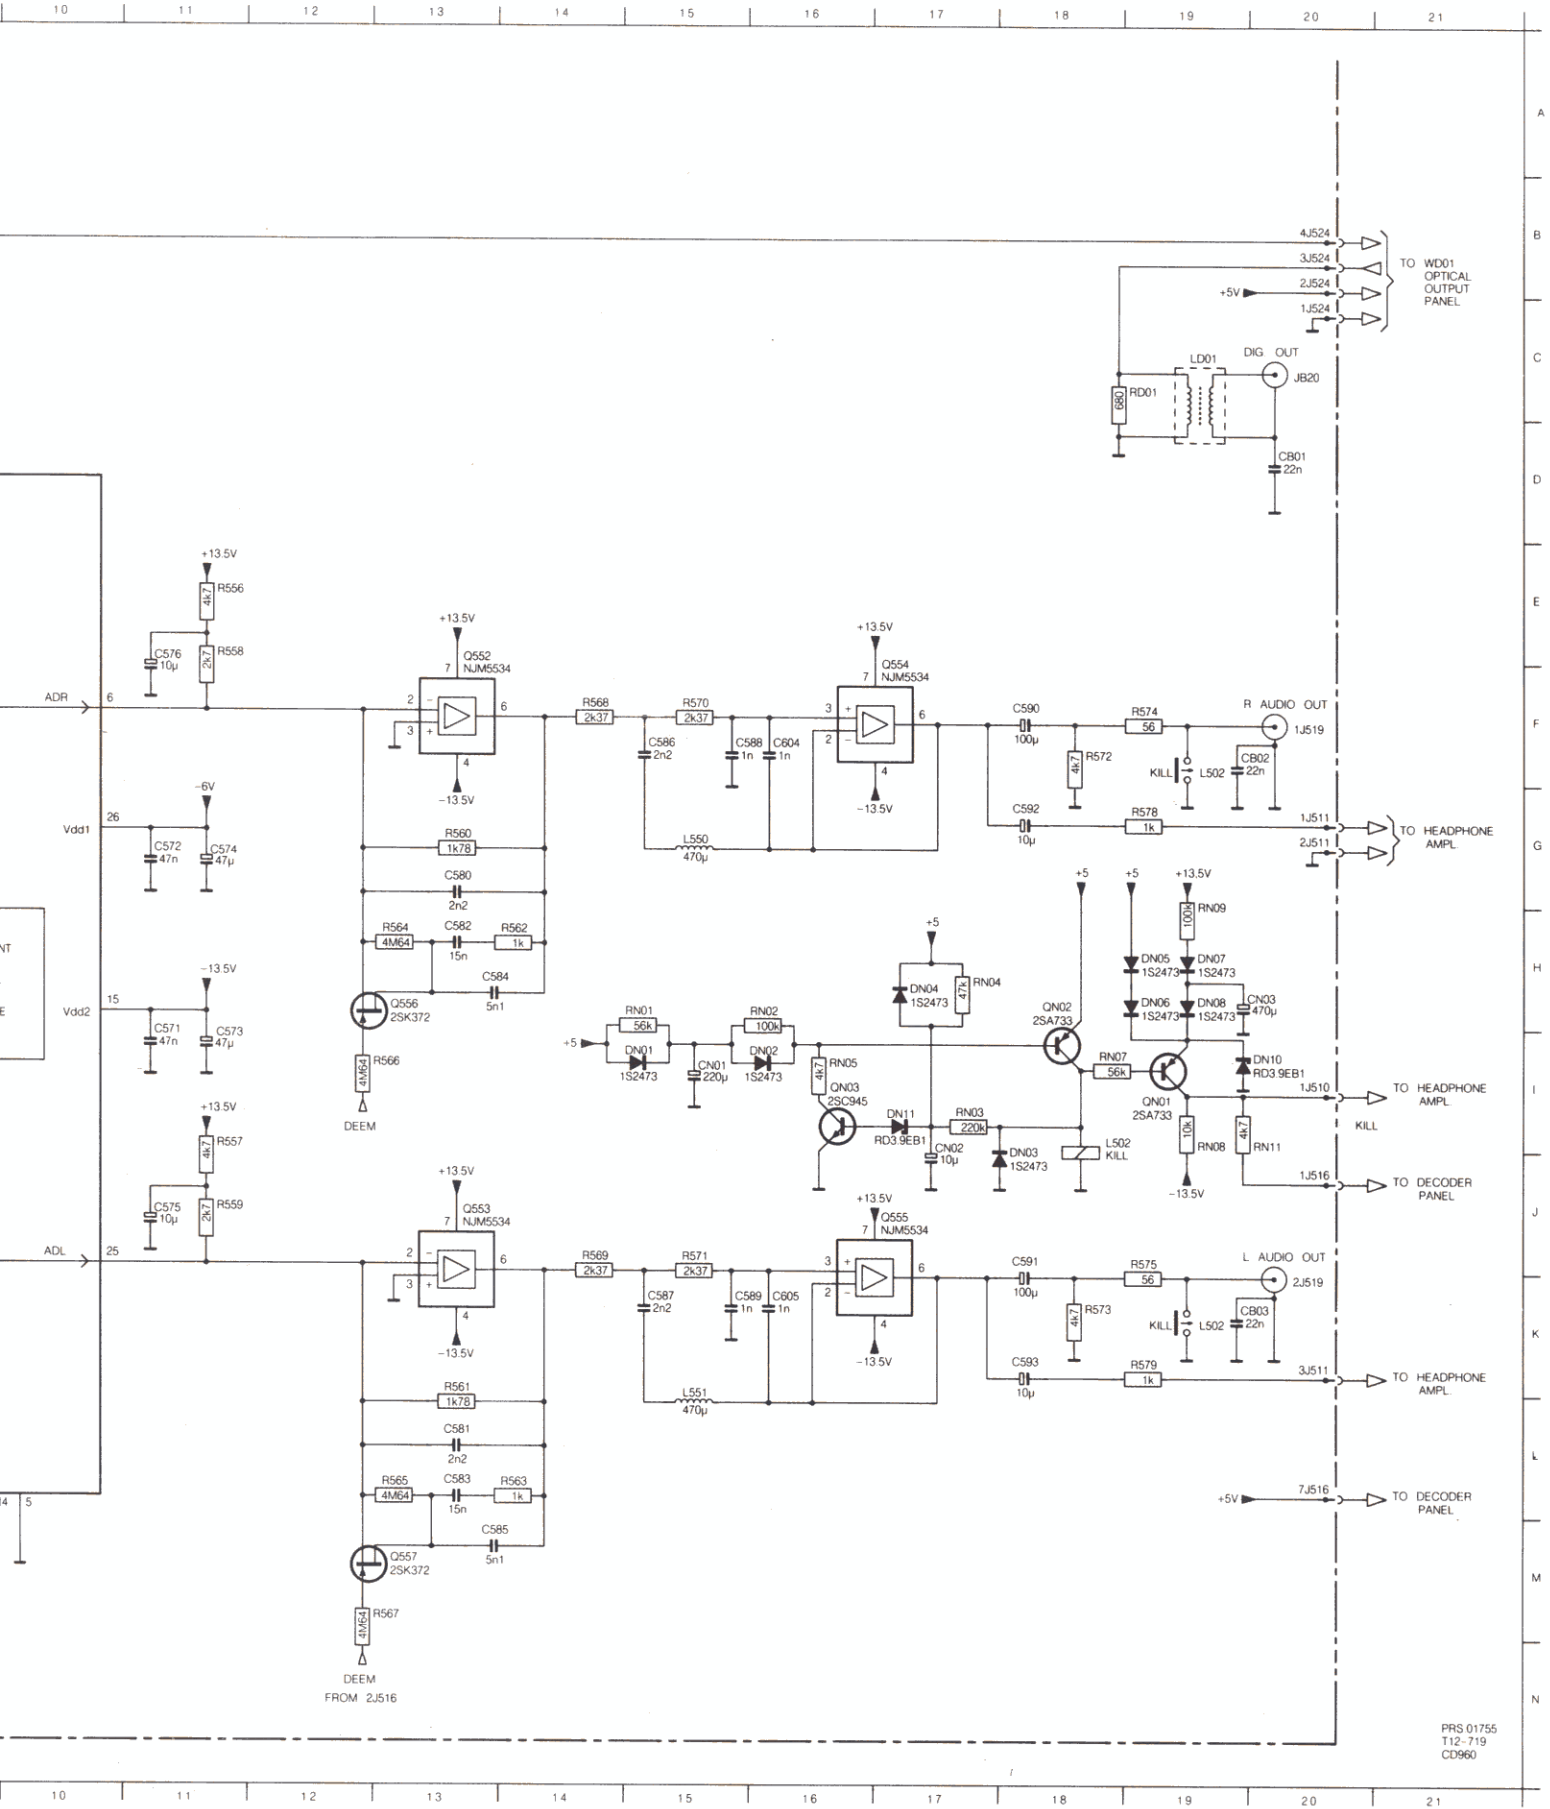 10 11 12 13 14 15 16 17 18 19 20 21
A
B
4J524
3J524
+5V 2J524
1J524
TO WD01
OPTICAL
OUTPUT
PANEL
C
LD01
DIG OUT
JB20
680 RD01
CB01
22n
D
+13.5V
4k7 R556
C576
10µ
2k7 R558
E
+13.5V
Q552
7 NJM5534
+13.5V
Q554
7 NJM5534
ADR 6
2 −
3 +
6
4
−13.5V
R568
2k37
R570
2k37
C586
2n2
C588
1n
C604
1n
3 +
2 −
6
4
−13.5V
C590
100µ
4k7 R572
R574
56
KILL L502
R AUDIO OUT
1J519
CB02
22n
F
−6V
26
Vdd1
C572
47n
C574
47µ
R560
1k78
L550
470µ
C592
10µ
R578
1k
1J511
2J511
TO HEADPHONE
AMPL.
G
C580
2n2
R564
4M64
C582
15n
R562
1k
C584
5n1
+5
+5
+5
+13.5V
100k RN09
NT
E
−13.5V
15
Vdd2
C571
47n
C573
47µ
Q556
2SK372
4M64 R566
DEEM
DN04
1S2473
47k RN04
DN05
1S2473
DN07
1S2473
DN06
1S2473
DN08
1S2473
CN03
470µ
H
+5
RN01
56k
DN01
1S2473
CN01
220µ
RN02
100k
DN02
1S2473
4k7 RN05
QN03
2SC945
QN02
2SA733
RN07
56k
QN01
2SA733
DN10
RD3.9EB1
1J510
TO HEADPHONE
AMPL.
KILL
I
DN11
RD3.9EB1
RN03
220k
CN02
10µ
DN03
1S2473
L502
KILL
10k RN08
−13.5V
4k7 RN11
1J516
TO DECODER
PANEL
J
+13.5V
4k7 R557
C575
10µ
2k7 R559
+13.5V
Q553
7 NJM5534
+13.5V
Q555
7 NJM5534
ADL 25
2 −
3 +
6
4
−13.5V
R569
2k37
R571
2k37
C587
2n2
C589
1n
C605
1n
3 +
2 −
6
4
−13.5V
C591
100µ
4k7 R573
R575
56
KILL L502
L AUDIO OUT
2J519
CB03
22n
K
R561
1k78
L551
470µ
C593
10µ
R579
1k
3J511
TO HEADPHONE
AMPL.
C581
2n2
R565
4M64
C583
15n
R563
1k
C585
5n1
L
+5V 7J516
TO DECODER
PANEL
14 5
Q557
2SK372
4M64 R567
DEEM
FROM 2J516
M
N
PRS.01755
T12-719
CD960
10 11 12 13 14 15 16 17 18 19 20 21